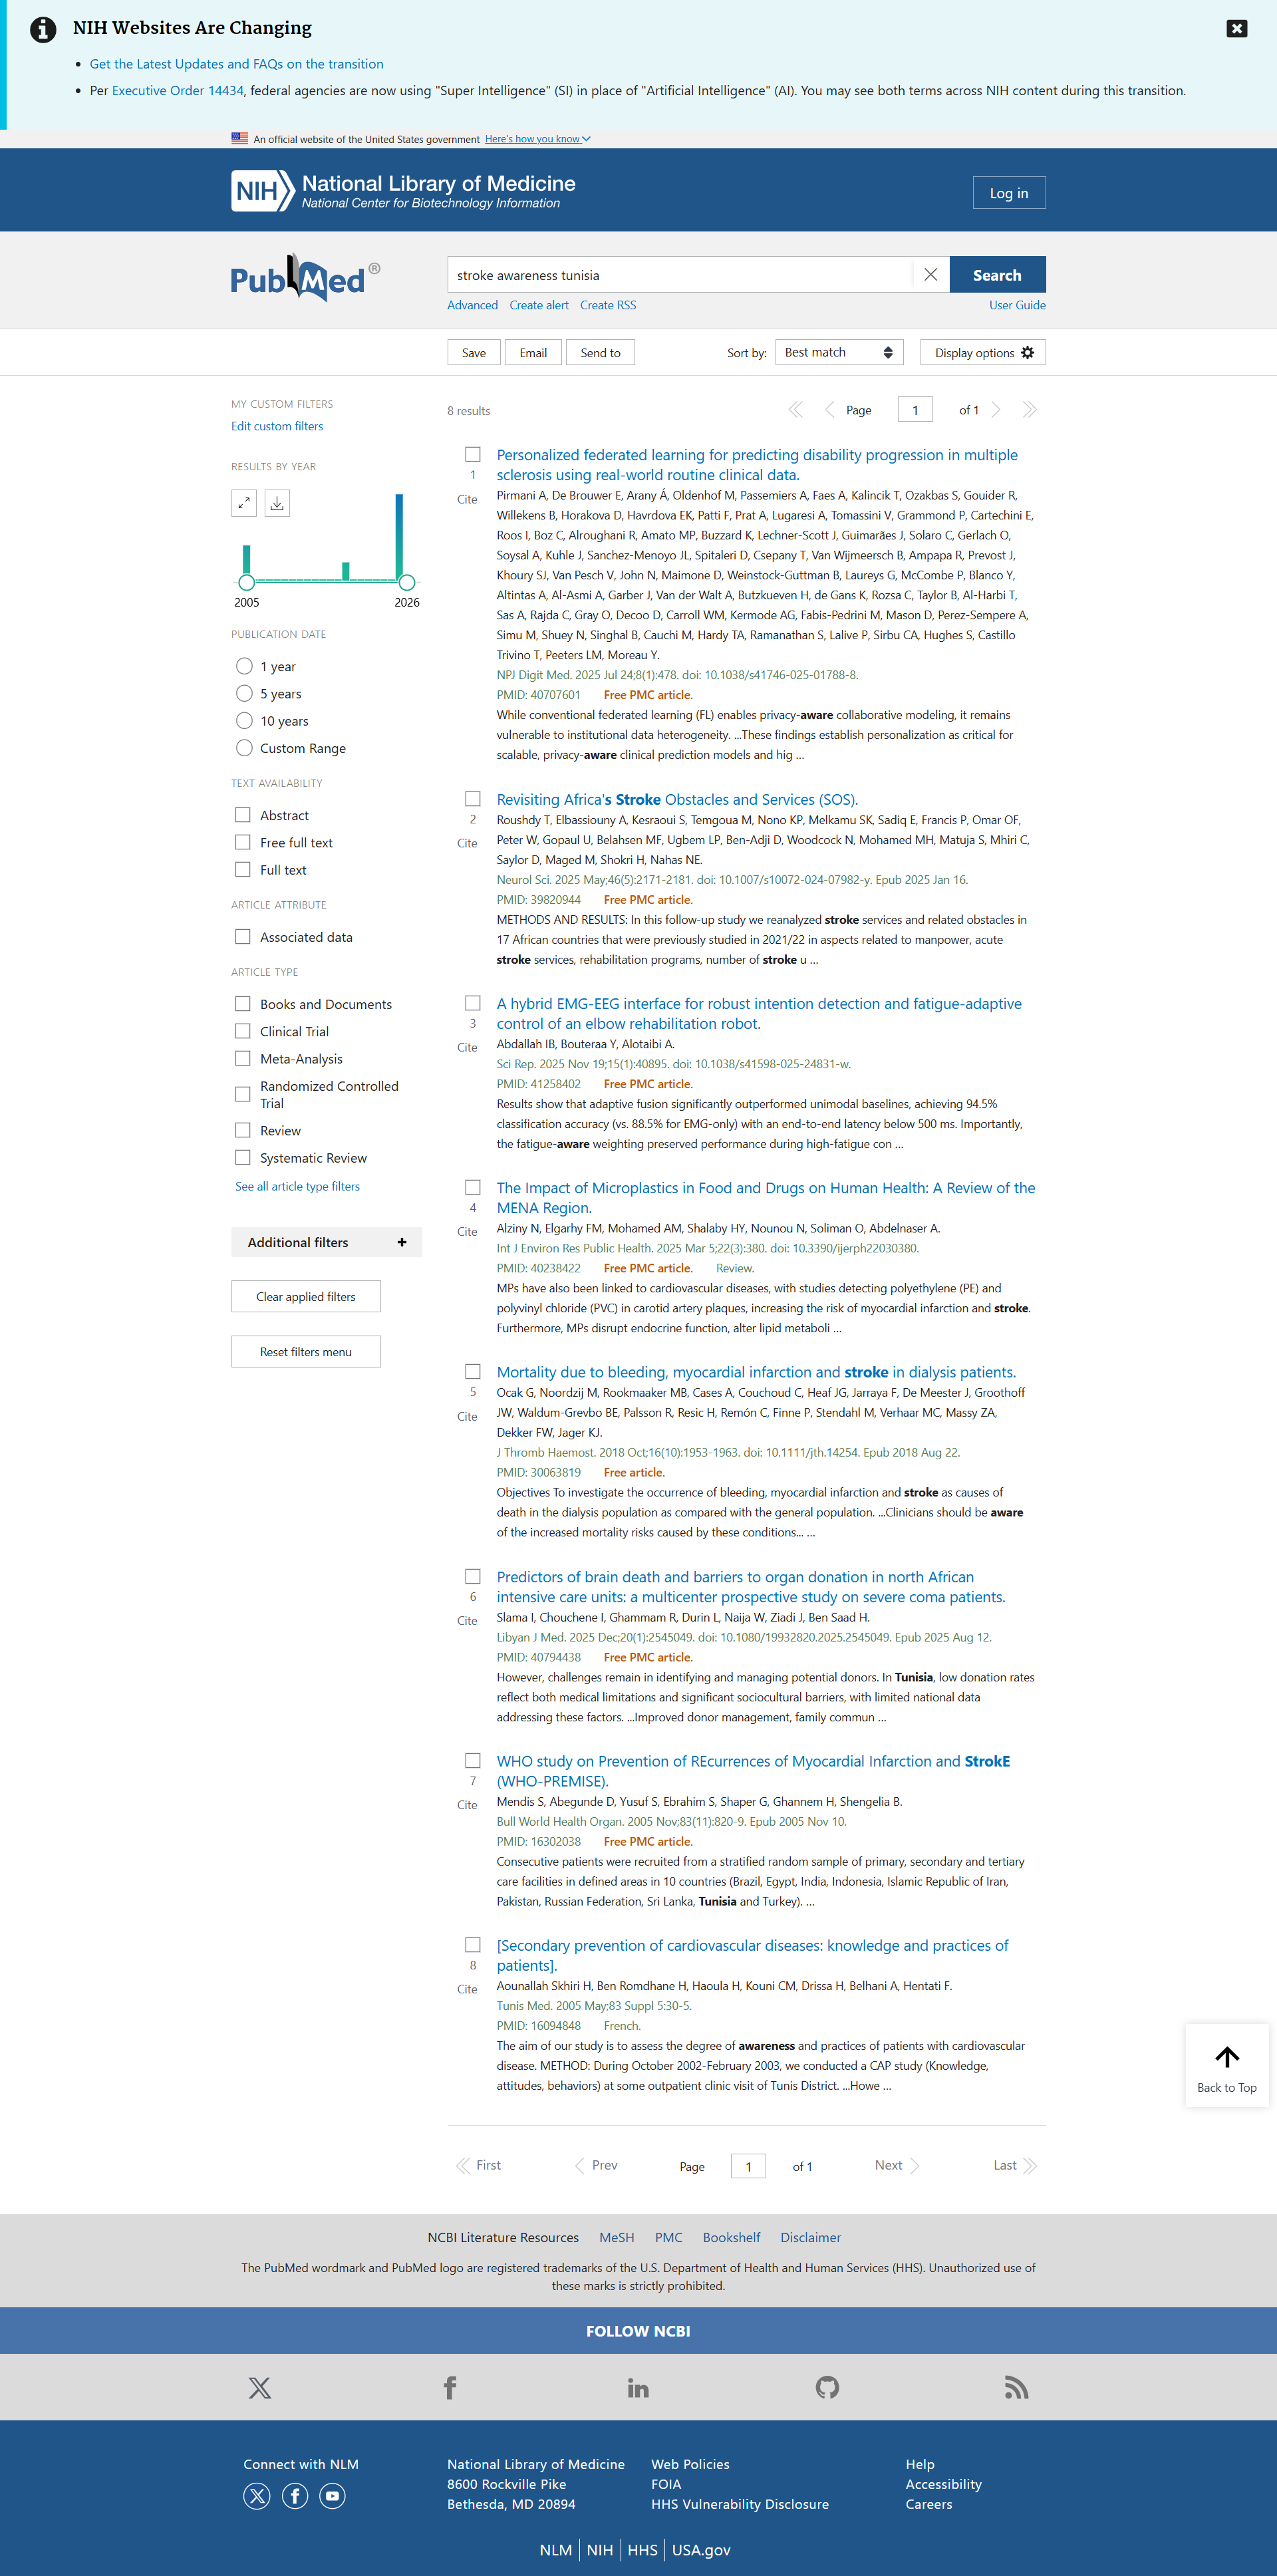 NIH Websites Are Changing
Get the Latest Updates and FAQs on the transition
Per Executive Order 14434, federal agencies are now using "Super Intelligence" (SI) in place of "Artificial Intelligence" (AI). You may see both terms across NIH content during this transition.
An official website of the United States government Here's how you know
NIH National Library of Medicine
National Center for Biotechnology Information
Log in
PubMed®
stroke awareness tunisia
Search
Advanced Create alert Create RSS User Guide
Save Email Send to Sort by: Best match Display options
MY CUSTOM FILTERS
Edit custom filters
RESULTS BY YEAR
2005 2026
PUBLICATION DATE
1 year
5 years
10 years
Custom Range
TEXT AVAILABILITY
Abstract
Free full text
Full text
ARTICLE ATTRIBUTE
Associated data
ARTICLE TYPE
Books and Documents
Clinical Trial
Meta-Analysis
Randomized Controlled
Trial
Review
Systematic Review
See all article type filters
Additional filters +
Clear applied filters
Reset filters menu
8 results Page 1 of 1
1
Cite
Personalized federated learning for predicting disability progression in multiple
sclerosis using real-world routine clinical data.
Pirmani A, De Brouwer E, Arany Á, Oldenhof M, Passemiers A, Faes A, Kalincik T, Ozakbas S, Gouider R,
Willekens B, Horakova D, Havrdova EK, Patti F, Prat A, Lugaresi A, Tomassini V, Grammond P, Cartechini E,
Roos I, Boz C, Alroughani R, Amato MP, Buzzard K, Lechner-Scott J, Guimarães J, Solaro C, Gerlach O,
Soysal A, Kuhle J, Sanchez-Menoyo JL, Spitaleri D, Csepany T, Van Wijmeersch B, Ampapa R, Prevost J,
Khoury SJ, Van Pesch V, John N, Maimone D, Weinstock-Guttman B, Laureys G, McCombe P, Blanco Y,
Altintas A, Al-Asmi A, Garber J, Van der Walt A, Butzkueven H, de Gans K, Rozsa C, Taylor B, Al-Harbi T,
Sas A, Rajda C, Gray O, Decoo D, Carroll WM, Kermode AG, Fabis-Pedrini M, Mason D, Perez-Sempere A,
Simu M, Shuey N, Singhal B, Cauchi M, Hardy TA, Ramanathan S, Lalive P, Sirbu CA, Hughes S, Castillo
Trivino T, Peeters LM, Moreau Y.
NPJ Digit Med. 2025 Jul 24;8(1):478. doi: 10.1038/s41746-025-01788-8.
PMID: 40707601 Free PMC article.
While conventional federated learning (FL) enables privacy-aware collaborative modeling, it remains
vulnerable to institutional data heterogeneity. ...These findings establish personalization as critical for
scalable, privacy-aware clinical prediction models and hig ...
2
Cite
Revisiting Africa's Stroke Obstacles and Services (SOS).
Roushdy T, Elbassiouny A, Kesraoui S, Temgoua M, Nono KP, Melkamu SK, Sadiq E, Francis P, Omar OF,
Peter W, Gopaul U, Belahsen MF, Ugbem LP, Ben-Adji D, Woodcock N, Mohamed MH, Matuja S, Mhiri C,
Saylor D, Maged M, Shokri H, Nahas NE.
Neurol Sci. 2025 May;46(5):2171-2181. doi: 10.1007/s10072-024-07982-y. Epub 2025 Jan 16.
PMID: 39820944 Free PMC article.
METHODS AND RESULTS: In this follow-up study we reanalyzed stroke services and related obstacles in
17 African countries that were previously studied in 2021/22 in aspects related to manpower, acute
stroke services, rehabilitation programs, number of stroke u ...
3
Cite
A hybrid EMG-EEG interface for robust intention detection and fatigue-adaptive
control of an elbow rehabilitation robot.
Abdallah IB, Bouteraa Y, Alotaibi A.
Sci Rep. 2025 Nov 19;15(1):40895. doi: 10.1038/s41598-025-24831-w.
PMID: 41258402 Free PMC article.
Results show that adaptive fusion significantly outperformed unimodal baselines, achieving 94.5%
classification accuracy (vs. 88.5% for EMG-only) with an end-to-end latency below 500 ms. Importantly,
the fatigue-aware weighting preserved performance during high-fatigue con ...
4
Cite
The Impact of Microplastics in Food and Drugs on Human Health: A Review of the
MENA Region.
Alziny N, Elgarhy FM, Mohamed AM, Shalaby HY, Nounou N, Soliman O, Abdelnaser A.
Int J Environ Res Public Health. 2025 Mar 5;22(3):380. doi: 10.3390/ijerph22030380.
PMID: 40238422 Free PMC article. Review.
MPs have also been linked to cardiovascular diseases, with studies detecting polyethylene (PE) and
polyvinyl chloride (PVC) in carotid artery plaques, increasing the risk of myocardial infarction and stroke.
Furthermore, MPs disrupt endocrine function, alter lipid metaboli ...
5
Cite
Mortality due to bleeding, myocardial infarction and stroke in dialysis patients.
Ocak G, Noordzij M, Rookmaaker MB, Cases A, Couchoud C, Heaf JG, Jarraya F, De Meester J, Groothoff
JW, Waldum-Grevbo BE, Palsson R, Resic H, Remón C, Finne P, Stendahl M, Verhaar MC, Massy ZA,
Dekker FW, Jager KJ.
J Thromb Haemost. 2018 Oct;16(10):1953-1963. doi: 10.1111/jth.14254. Epub 2018 Aug 22.
PMID: 30063819 Free article.
Objectives To investigate the occurrence of bleeding, myocardial infarction and stroke as causes of
death in the dialysis population as compared with the general population. ...Clinicians should be aware
of the increased mortality risks caused by these conditions... ...
6
Cite
Predictors of brain death and barriers to organ donation in north African
intensive care units: a multicenter prospective study on severe coma patients.
Slama I, Chouchene I, Ghammam R, Durin L, Naija W, Ziadi J, Ben Saad H.
Libyan J Med. 2025 Dec;20(1):2545049. doi: 10.1080/19932820.2025.2545049. Epub 2025 Aug 12.
PMID: 40794438 Free PMC article.
However, challenges remain in identifying and managing potential donors. In Tunisia, low donation rates
reflect both medical limitations and significant sociocultural barriers, with limited national data
addressing these factors. ...Improved donor management, family commun ...
7
Cite
WHO study on Prevention of REcurrences of Myocardial Infarction and StrokE
(WHO-PREMISE).
Mendis S, Abegunde D, Yusuf S, Ebrahim S, Shaper G, Ghannem H, Shengelia B.
Bull World Health Organ. 2005 Nov;83(11):820-9. Epub 2005 Nov 10.
PMID: 16302038 Free PMC article.
Consecutive patients were recruited from a stratified random sample of primary, secondary and tertiary
care facilities in defined areas in 10 countries (Brazil, Egypt, India, Indonesia, Islamic Republic of Iran,
Pakistan, Russian Federation, Sri Lanka, Tunisia and Turkey). ...
8
Cite
[Secondary prevention of cardiovascular diseases: knowledge and practices of
patients].
Aounallah Skhiri H, Ben Romdhane H, Haoula H, Kouni CM, Drissa H, Belhani A, Hentati F.
Tunis Med. 2005 May;83 Suppl 5:30-5.
PMID: 16094848 French.
The aim of our study is to assess the degree of awareness and practices of patients with cardiovascular
disease. METHOD: During October 2002-February 2003, we conducted a CAP study (Knowledge,
attitudes, behaviors) at some outpatient clinic visit of Tunis District. ...Howe ...
Back to Top
First Prev Page 1 of 1 Next Last
NCBI Literature Resources MeSH PMC Bookshelf Disclaimer
The PubMed wordmark and PubMed logo are registered trademarks of the U.S. Department of Health and Human Services (HHS). Unauthorized use of
these marks is strictly prohibited.
FOLLOW NCBI
Connect with NLM
National Library of Medicine
8600 Rockville Pike
Bethesda, MD 20894
Web Policies
FOIA
HHS Vulnerability Disclosure
Help
Accessibility
Careers
NLM NIH HHS USA.gov